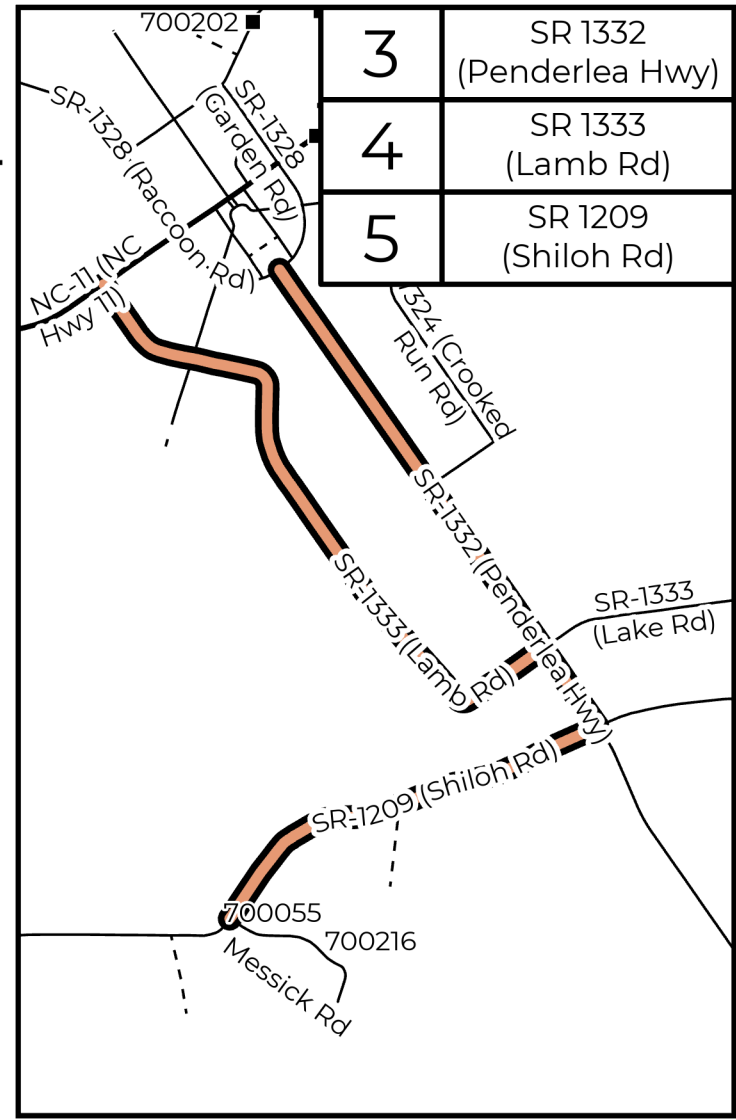 700202
3
SR 1332
(Penderlea Hwy)
4
SR 1333
(Lamb Rd)
5
SR 1209
(Shiloh Rd)
SR-1328 (Raccoon Rd)
SR-1328
(Garden Rd)
NC-11 (NC
Hwy 11)
1324 (Crooked
Run Rd)
SR-1332 (Penderlea Hwy)
SR-1333 (Lamb Rd)
SR-1333
(Lake Rd)
SR-1209 (Shiloh Rd)
700055
700216
Messick Rd